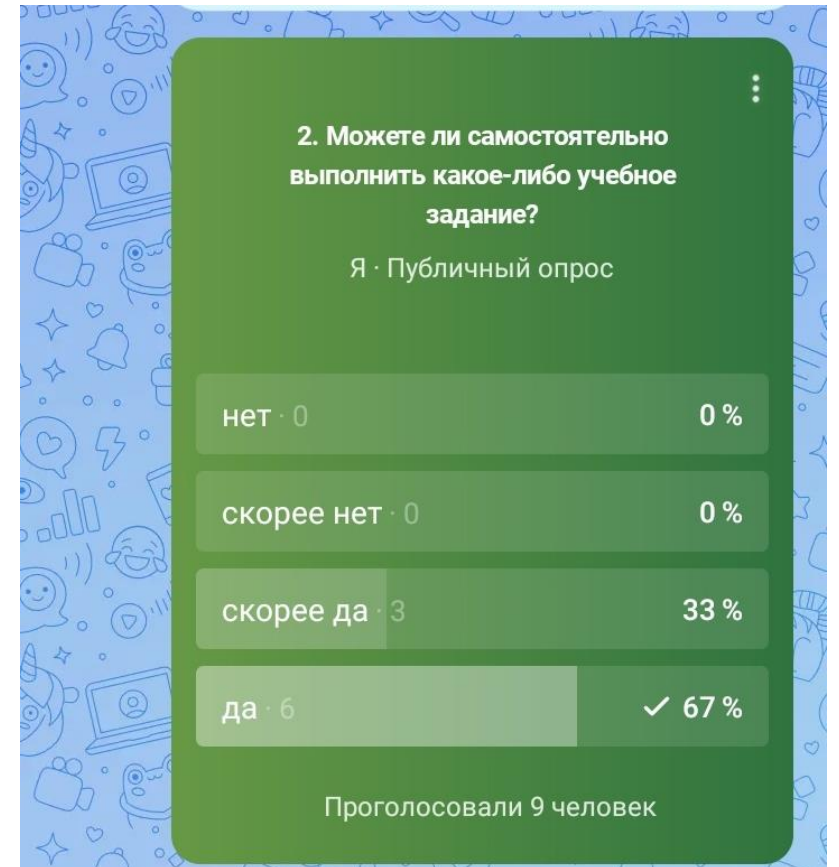 2. Можете ли самостоятельно
выполнить какое-либо учебное
задание?
Я · Публичный опрос
нет · 0 0 %
скорее нет · 0 0 %
скорее да · 3 33 %
да · 6 67 %
Проголосовали 9 человек